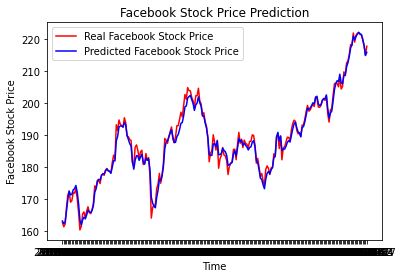 Facebook Stock Price Prediction
Real Facebook Stock Price
Predicted Facebook Stock Price
Facebook Stock Price
220
210
200
190
180
170
160
Time